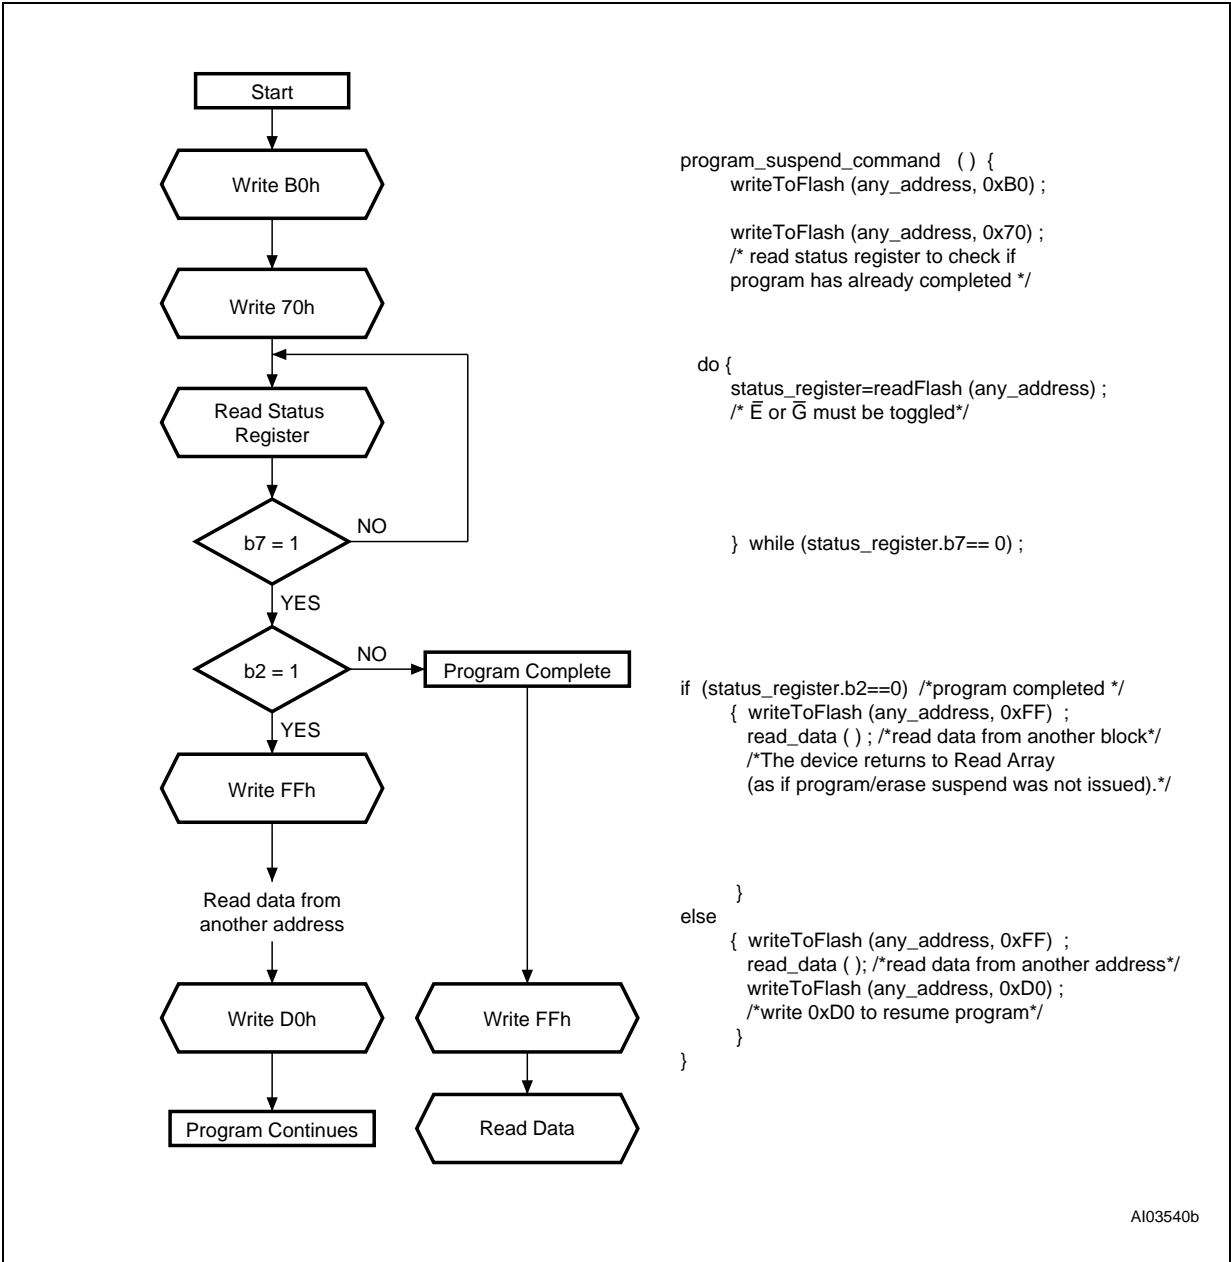 Start
Write B0h
Write 70h
Read Status
Register
b7 = 1
NO
YES
b2 = 1
NO
Program Complete
YES
Write FFh
Read data from
another address
Write D0h
Write FFh
Program Continues
Read Data
program_suspend_command ( ) {
writeToFlash (any_address, 0xB0) ;
writeToFlash (any_address, 0x70) ;
/* read status register to check if
program has already completed */
do {
status_register=readFlash (any_address) ;
/* E̅ or G̅ must be toggled*/
} while (status_register.b7== 0) ;
if (status_register.b2==0) /*program completed */
{ writeToFlash (any_address, 0xFF) ;
read_data ( ) ; /*read data from another block*/
/*The device returns to Read Array
(as if program/erase suspend was not issued).*/
}
else
{ writeToFlash (any_address, 0xFF) ;
read_data ( ); /*read data from another address*/
writeToFlash (any_address, 0xD0) ;
/*write 0xD0 to resume program*/
}
}
AI03540b